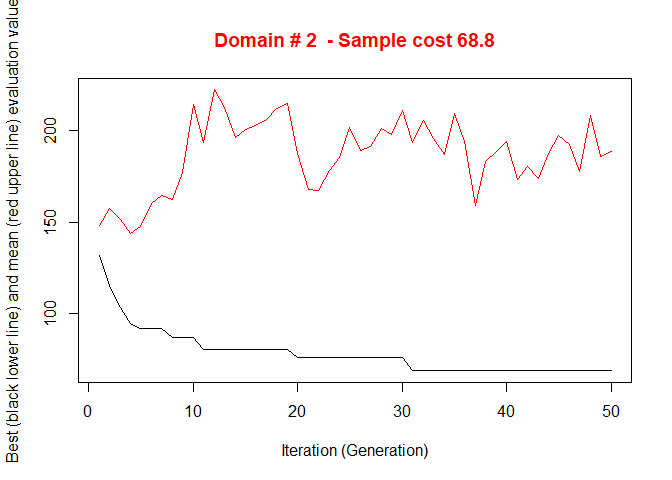 Domain # 2  - Sample cost 68.8
Best (black lower line) and mean (red upper line) evaluation value
200
150
100
0 10 20 30 40 50
Iteration (Generation)